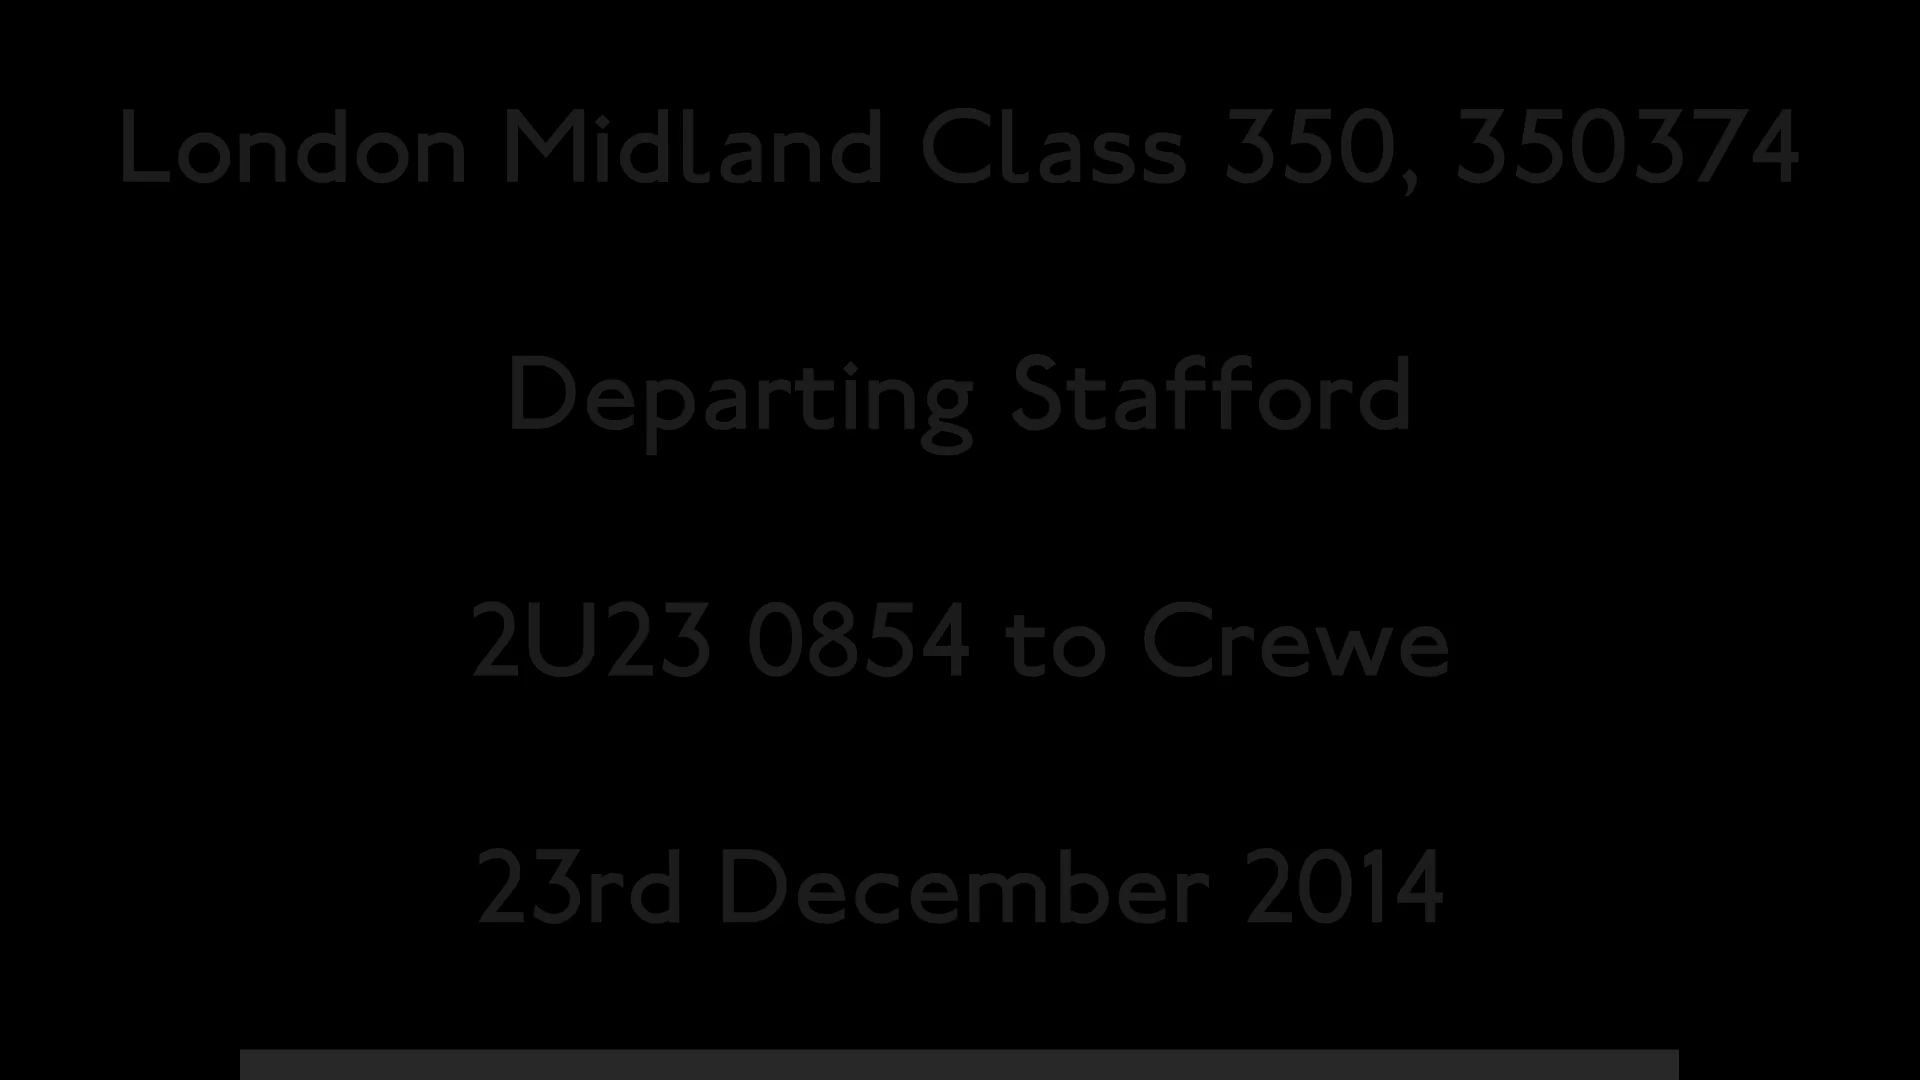 London Midland Class 350, 350374
Departing Stafford
2U23 0854 to Crewe
23rd December 2014